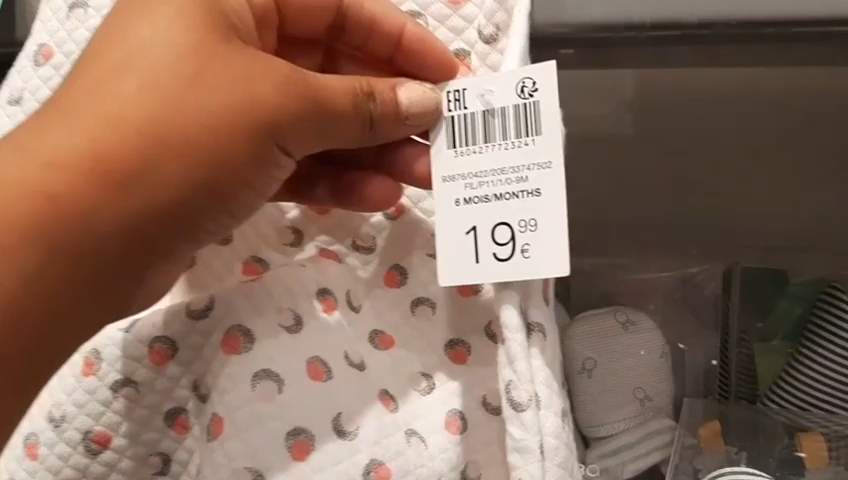 EAC
3604277723241
93876/0422/20E/33747502
FIL/P11/1/0-9M
6 MOIS/MONTHS
19 99 €